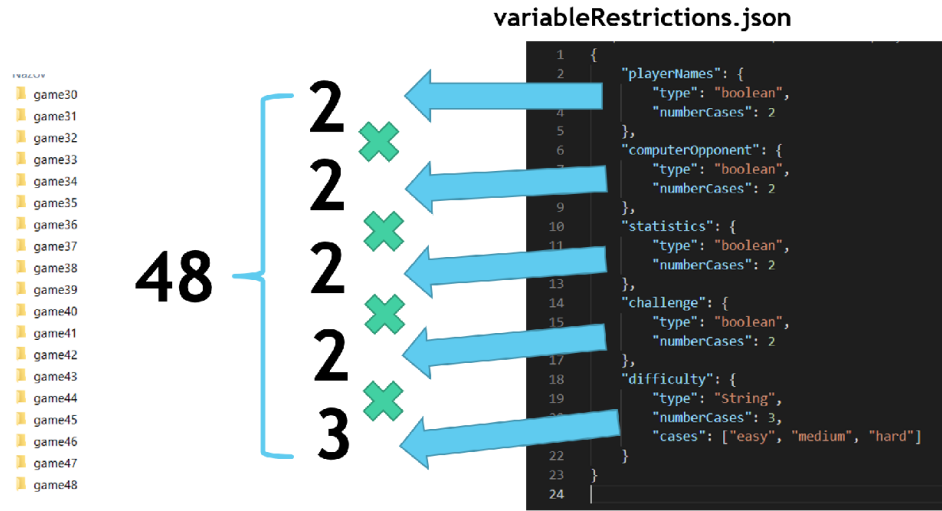 variableRestrictions.json
Názov
game30
game31
game32
game33
game34
game35
game36
game37
game38
game39
game40
game41
game42
game43
game44
game45
game46
game47
game48
48
2
2
2
2
3
1 {
2 "playerNames": {
"type": "boolean",
4 "numberCases": 2
5 },
6 "computerOpponent": {
"type": "boolean",
"numberCases": 2
9 },
10 "statistics": {
11 "type": "boolean",
"numberCases": 2
13 },
14 "challenge": {
15 "type": "boolean",
"numberCases": 2
17 },
18 "difficulty": {
19 "type": "String",
"numberCases": 3,
"cases": ["easy", "medium", "hard"]
22 }
23 }
24